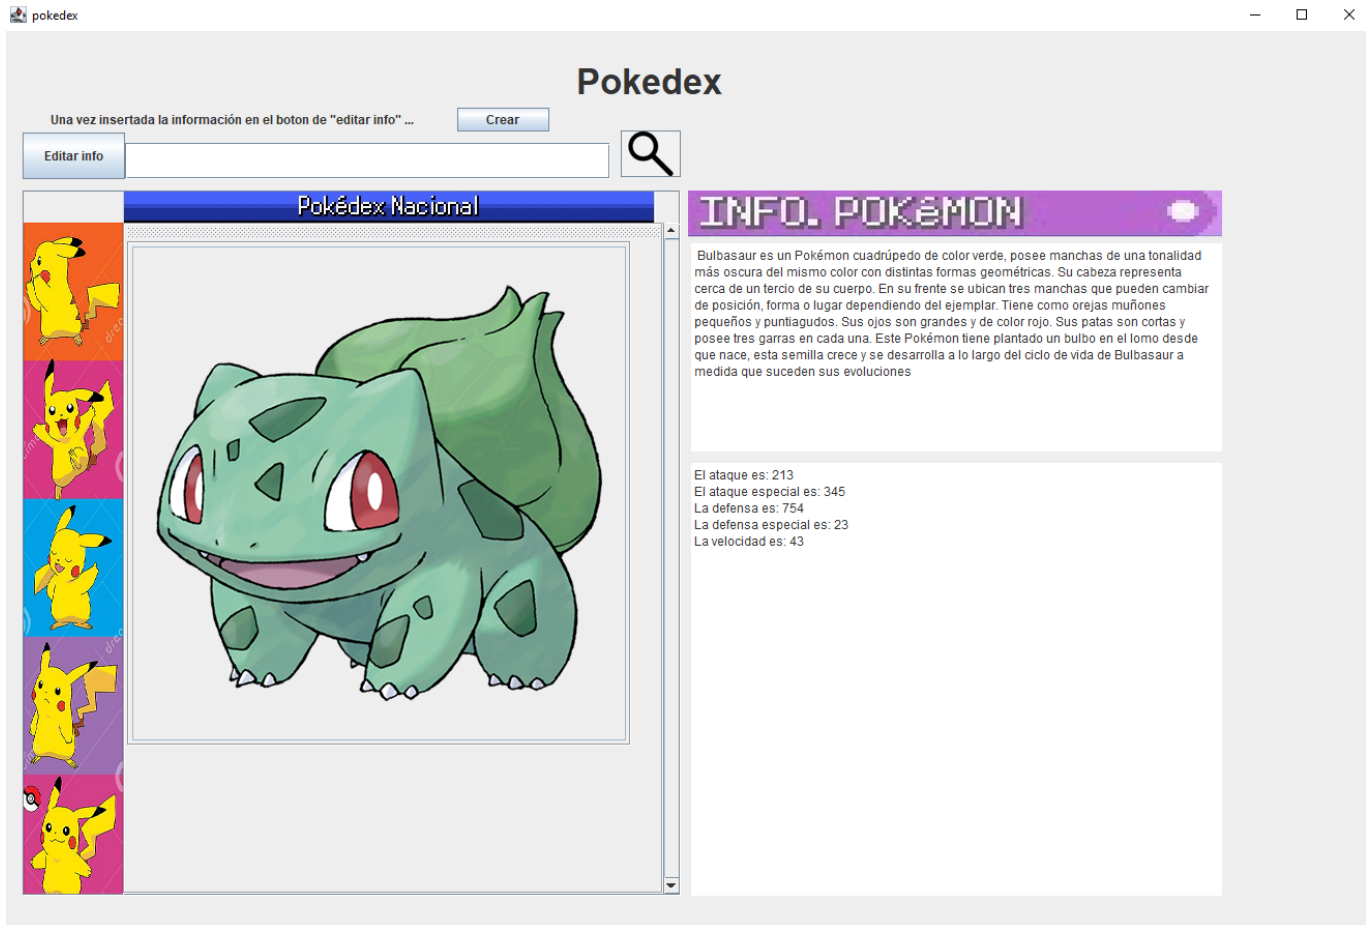 pokedex
Pokedex
Una vez insertada la información en el boton de "editar info" ...
Crear
Editar info
Pokédex Nacional
INFO. POKéMON
Bulbasaur es un Pokémon cuadrúpedo de color verde, posee manchas de una tonalidad
más oscura del mismo color con distintas formas geométricas. Su cabeza representa
cerca de un tercio de su cuerpo. En su frente se ubican tres manchas que pueden cambiar
de posición, forma o lugar dependiendo del ejemplar. Tiene como orejas muñones
pequeños y puntiagudos. Sus ojos son grandes y de color rojo. Sus patas son cortas y
posee tres garras en cada una. Este Pokémon tiene plantado un bulbo en el lomo desde
que nace, esta semilla crece y se desarrolla a lo largo del ciclo de vida de Bulbasaur a
medida que suceden sus evoluciones
El ataque es: 213
El ataque especial es: 345
La defensa es: 754
La defensa especial es: 23
La velocidad es: 43